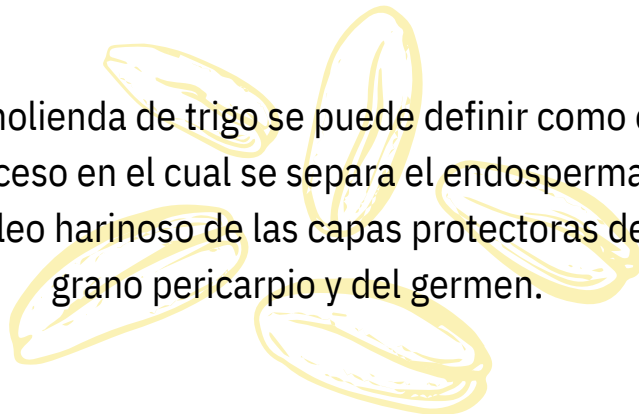 nolienda de trigo se puede definir como
ceso en el cual se separa el endosperma
leo harinoso de las capas protectoras de
grano pericarpio y del germen.